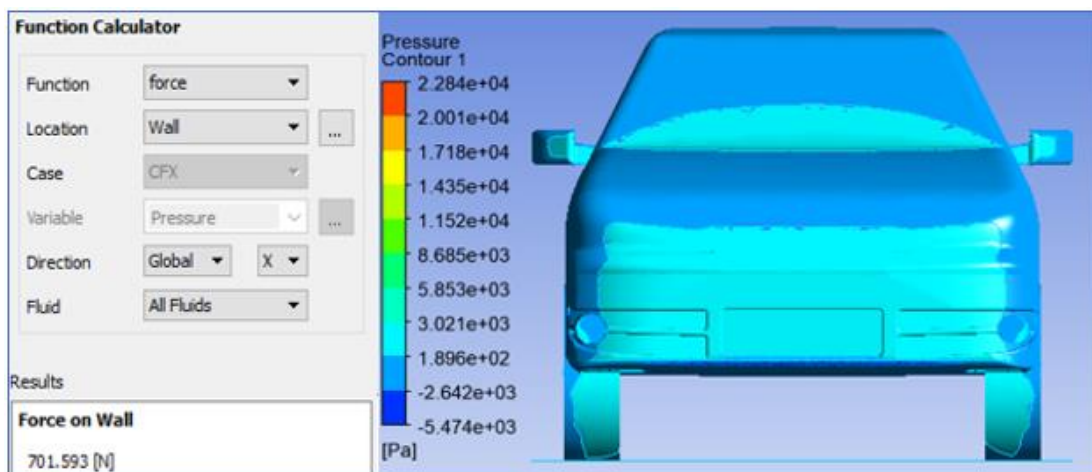 Function Calculator
Function force
Location Wall ...
Case CFX
Variable Pressure ...
Direction Global X
Fluid All Fluids
Results
Force on Wall
701.593 [N]
Pressure
Contour 1
2.284e+04
2.001e+04
1.718e+04
1.435e+04
1.152e+04
8.685e+03
5.853e+03
3.021e+03
1.896e+02
-2.642e+03
-5.474e+03
[Pa]